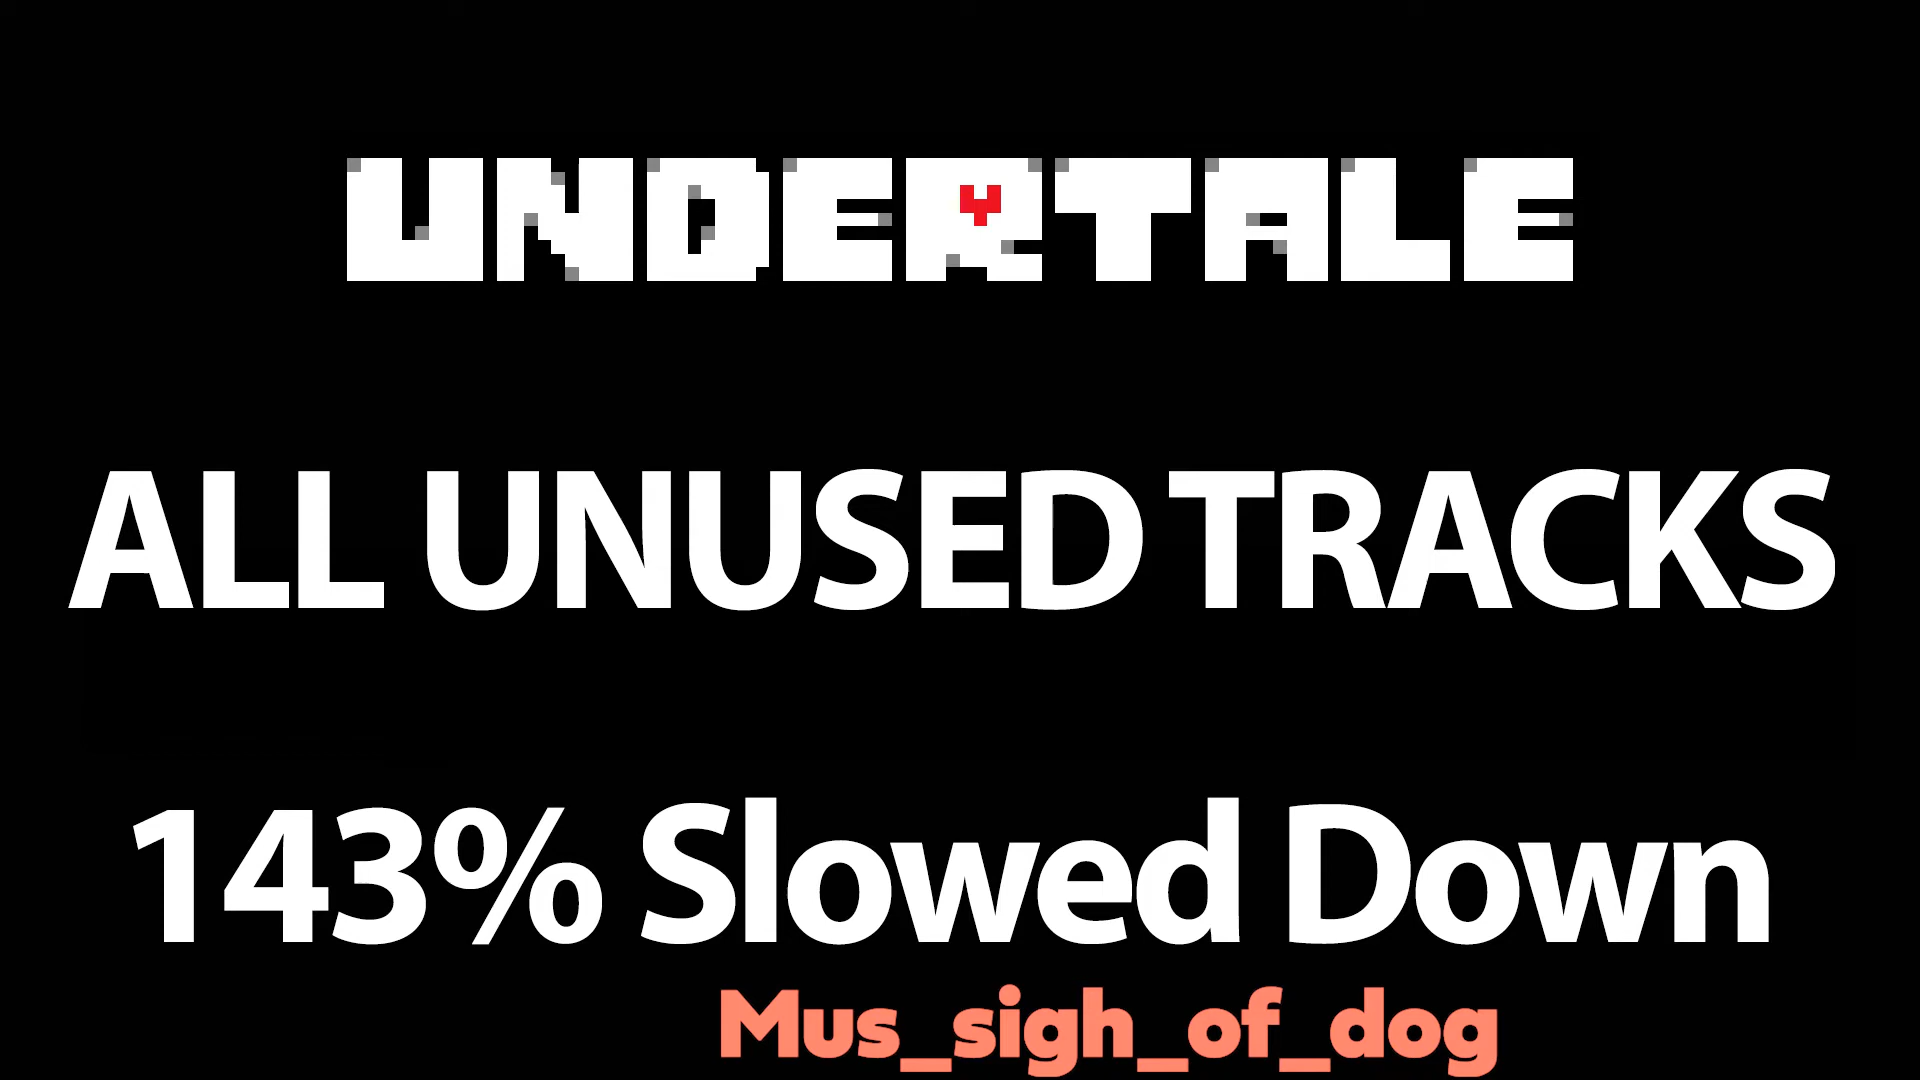 UNDERTALE
ALL UNUSED TRACKS
143% Slowed Down
Mus_sigh_of_dog